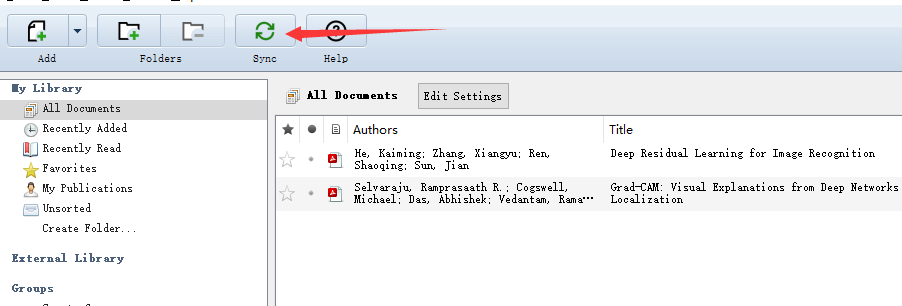 Add
Folders
Sync
Help
My Library
All Documents
Recently Added
Recently Read
Favorites
My Publications
Unsorted
Create Folder...
External Library
Groups
All Documents
Edit Settings
Authors
Title
He, Kaiming; Zhang, Xiangyu; Ren,
Shaoqing; Sun, Jian
Deep Residual Learning for Image Recognition
Selvaraju, Ramprasaath R.; Cogswell,
Michael; Das, Abhishek; Vedantam, Rama…
Grad-CAM: Visual Explanations from Deep Networks
Localization